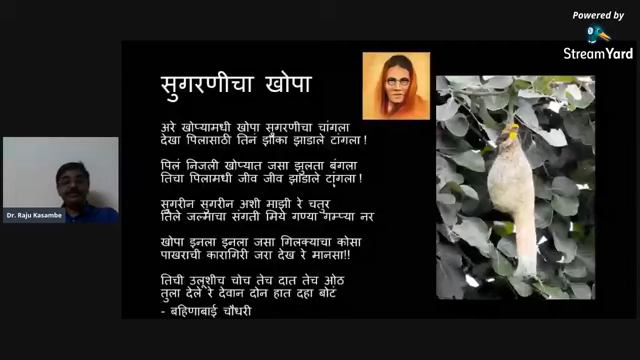 Powered by
StreamYard
सुगरणीचा खोपा
अरे खोप्यामधी खोपा सुगरणीचा चांगला
देखा पिलासाठी तिनं झोका झाडाले टांगला !
पिलं निजली खोप्यात जसा झुलता बंगला
तिचा पिलामधी जीव जीव झाडाले टांगला !
सुगरीन सुगरीन अशी माझी रे चतुर
तिले जल्माचा संगती मिये गण्या गम्प्या नर
खोपा इनला इनला जसा गिलक्याचा कोसा
पाखराची कारागिरी जरा देख रे मानसा!!
तिची उलूशीच चोच तेच दात तेच ओठ
तुला देले रे देवान दोन हात दहा बोटं
- बहिणाबाई चौधरी
Dr. Raju Kasambe